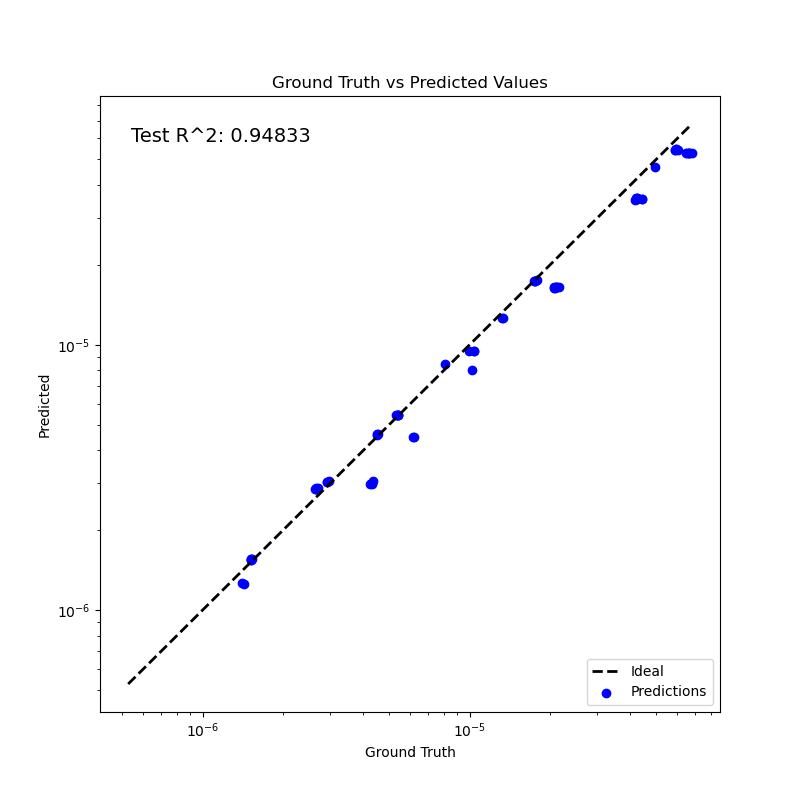 Ground Truth vs Predicted Values
Test R^2: 0.94833
Predicted
10⁻⁵
10⁻⁶
Ideal
Predictions
10⁻⁶
10⁻⁵
Ground Truth